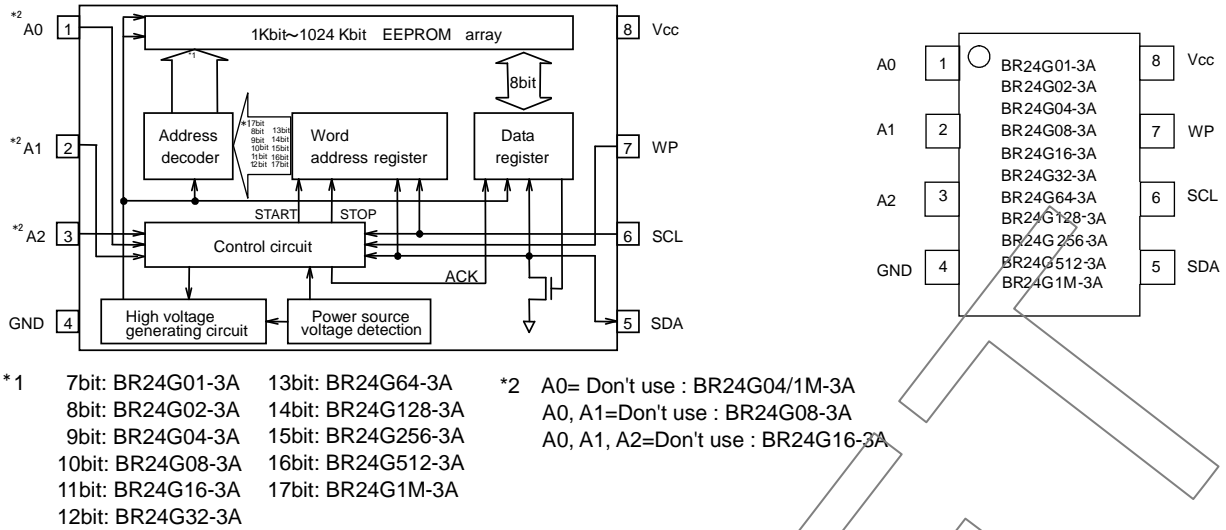 *2 A0 1
1Kbit~1024 Kbit EEPROM array
8 Vcc
*1
8bit
*2 A1 2
Address
decoder
*17bit
8bit 13bit
9bit 14bit
10bit 15bit
11bit 16bit
12bit 17bit
Word
address register
Data
register
7 WP
START STOP
*2 A2 3
Control circuit
6 SCL
ACK
GND 4
High voltage
generating circuit
Power source
voltage detection
5 SDA
A0 1
A1 2
A2 3
GND 4
BR24G01-3A
BR24G02-3A
BR24G04-3A
BR24G08-3A
BR24G16-3A
BR24G32-3A
BR24G64-3A
BR24G128-3A
BR24G256-3A
BR24G512-3A
BR24G1M-3A
8 Vcc
7 WP
6 SCL
5 SDA
*1 7bit: BR24G01-3A 13bit: BR24G64-3A
8bit: BR24G02-3A 14bit: BR24G128-3A
9bit: BR24G04-3A 15bit: BR24G256-3A
10bit: BR24G08-3A 16bit: BR24G512-3A
11bit: BR24G16-3A 17bit: BR24G1M-3A
12bit: BR24G32-3A
*2 A0= Don't use : BR24G04/1M-3A
A0, A1=Don't use : BR24G08-3A
A0, A1, A2=Don't use : BR24G16-3A